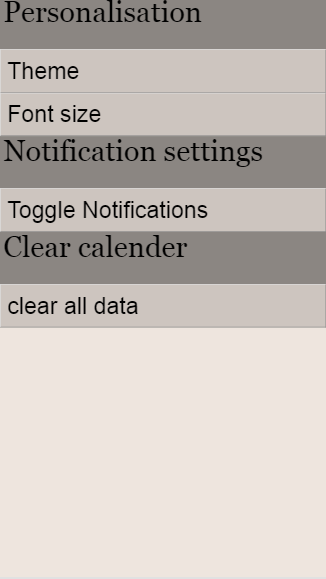 Personalisation
Theme
Font size
Notification settings
Toggle Notifications
Clear calender
clear all data